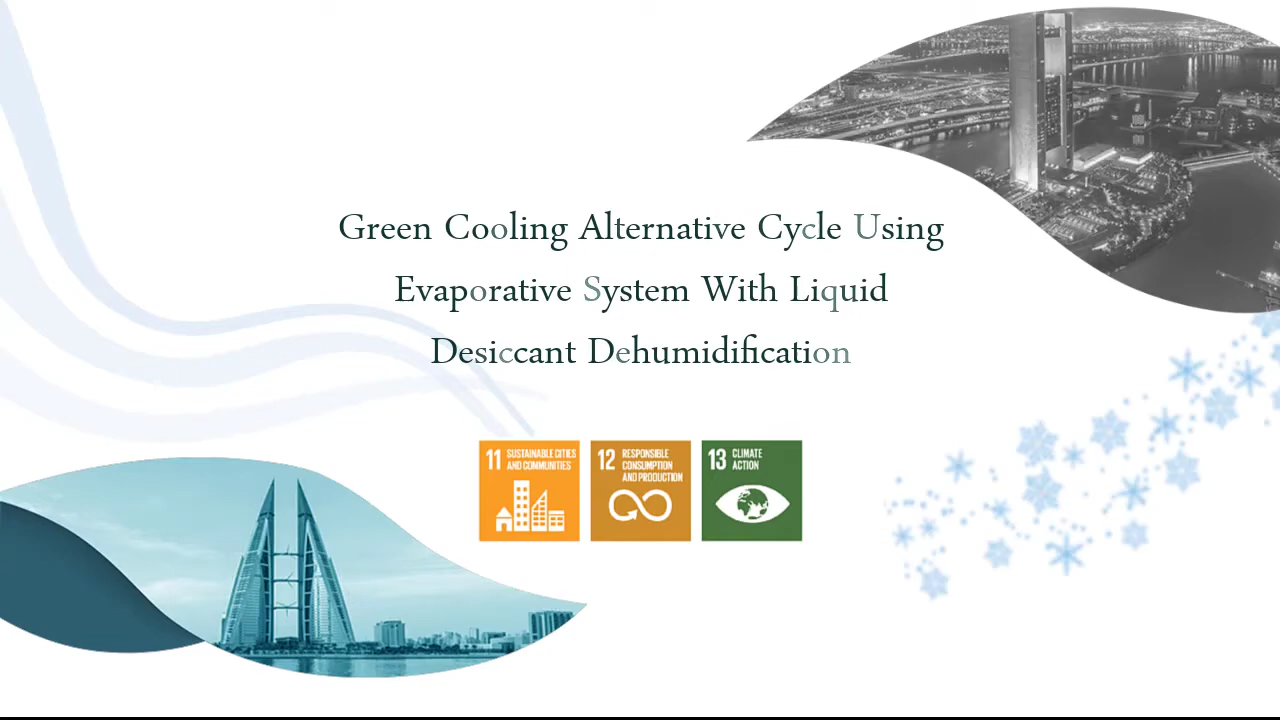 Green Cooling Alternative Cycle Using
Evaporative System With Liquid
Desiccant Dehumidification
11 SUSTAINABLE CITIES
AND COMMUNITIES
12 RESPONSIBLE
CONSUMPTION
AND PRODUCTION
13 CLIMATE
ACTION